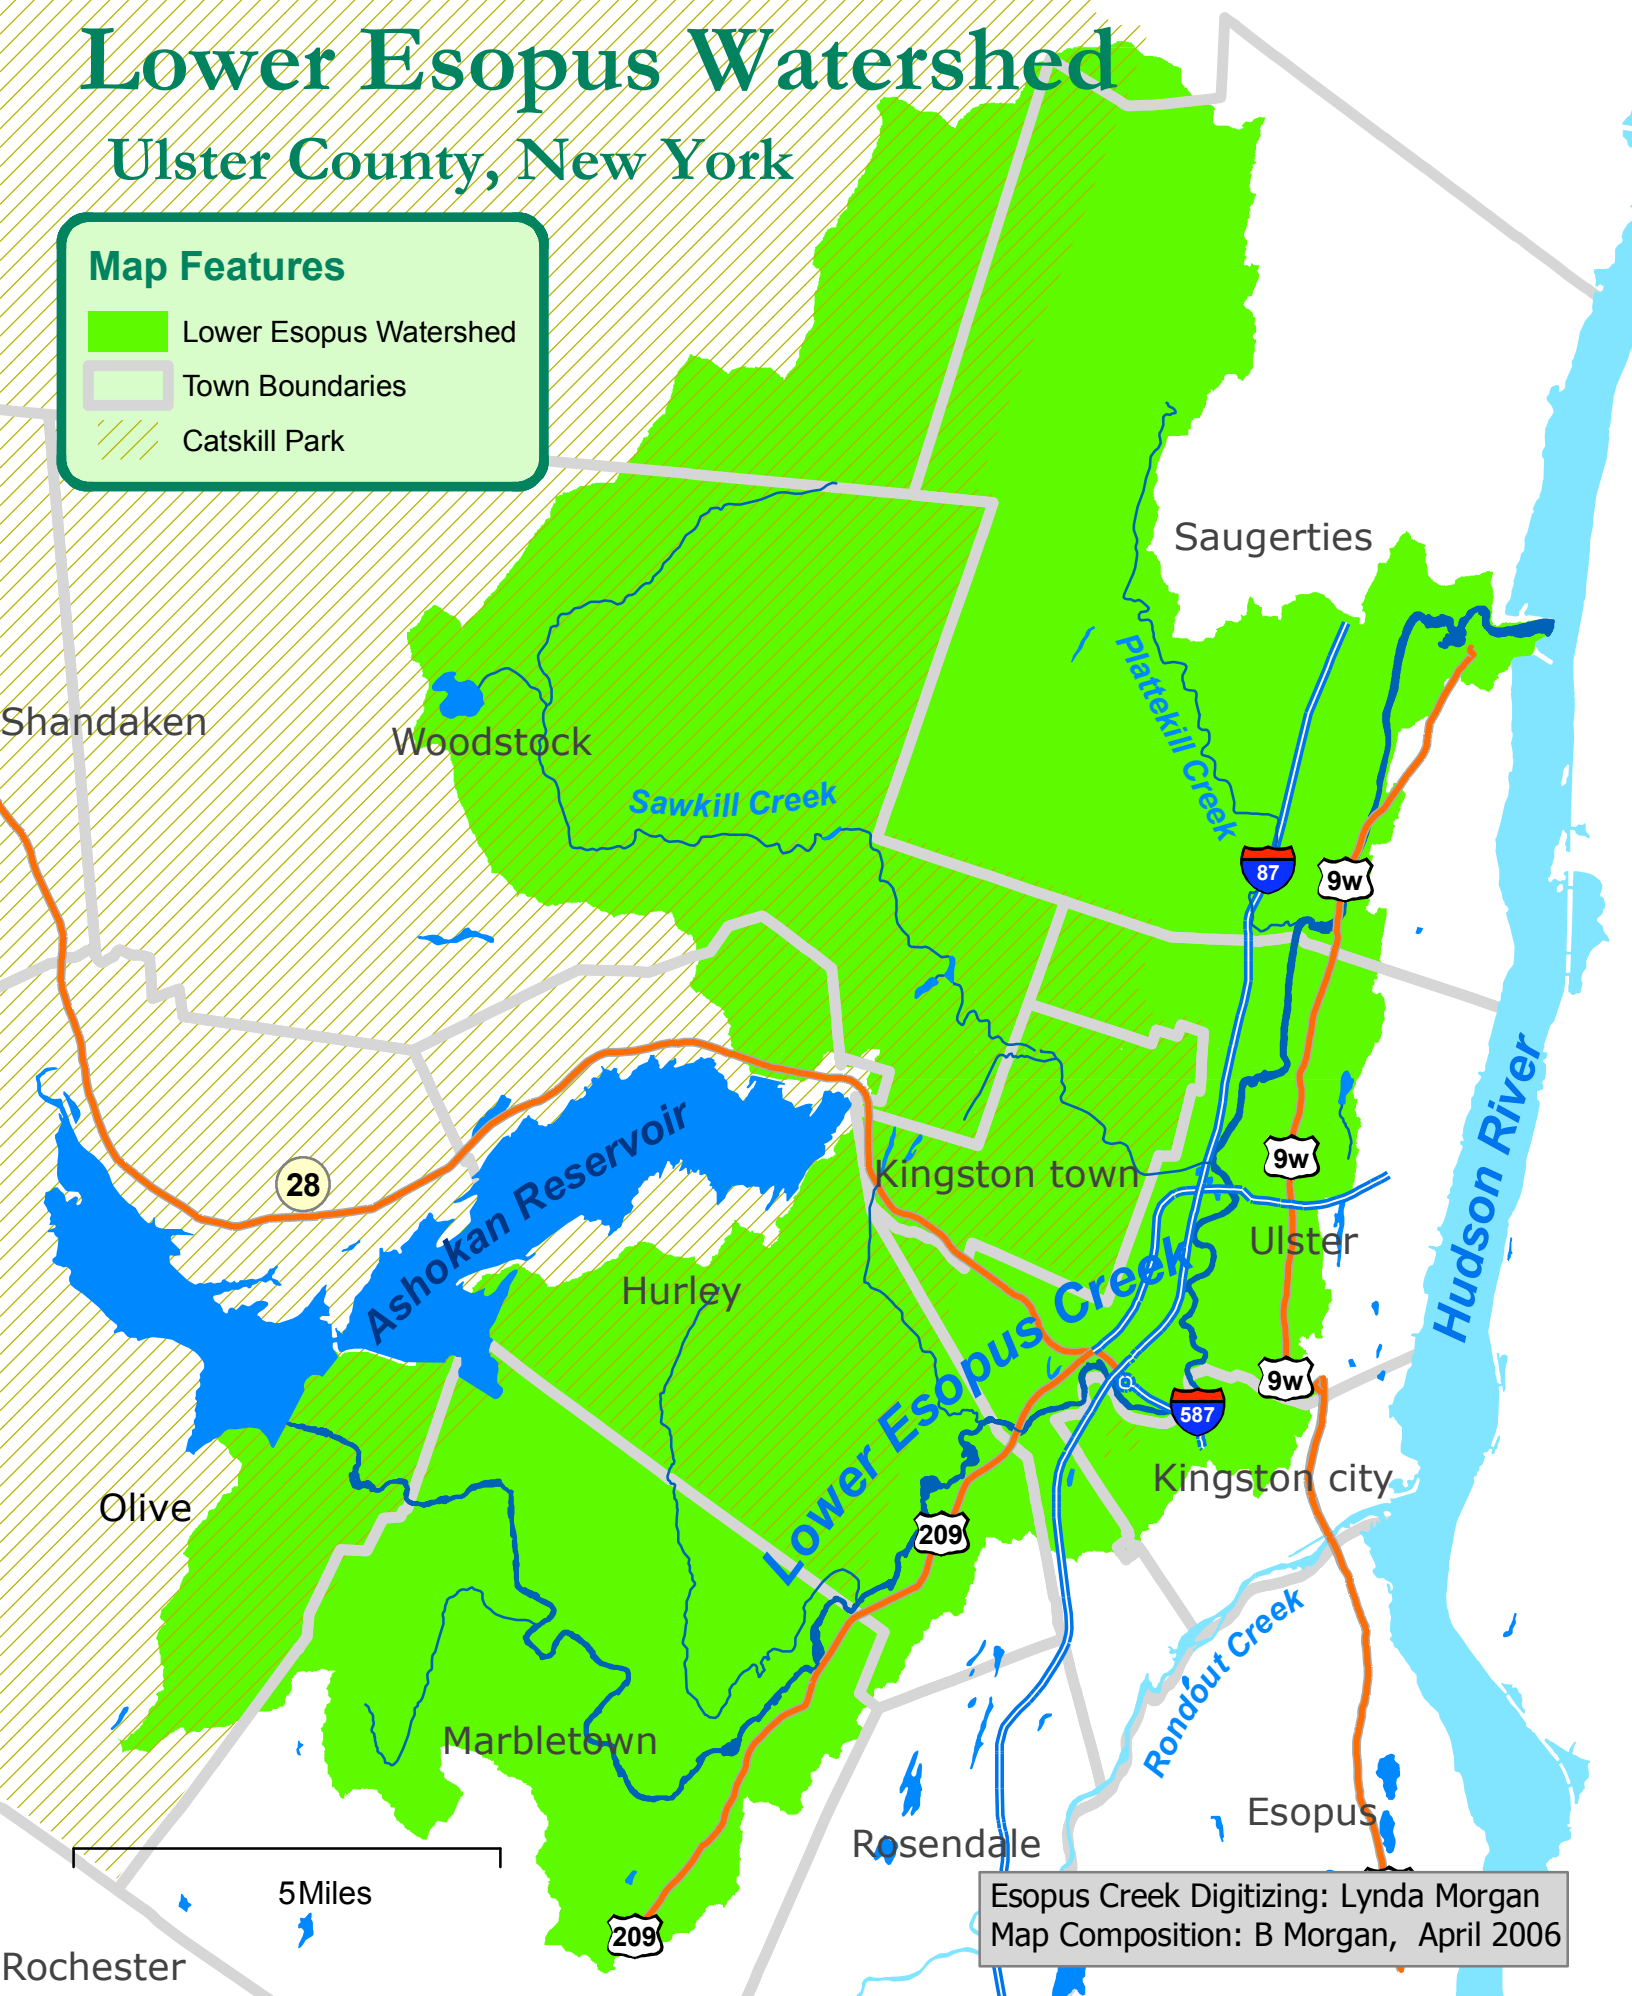 Lower Esopus Watershed
Ulster County, New York
Map Features
Lower Esopus Watershed
Town Boundaries
Catskill Park
Saugerties
Plattekill Creek
Shandaken
Woodstock
Sawkill Creek
87
9w
Hudson River
Ashokan Reservoir
28
Kingston town
9w
Ulster
Hurley
Lower Esopus Creek
9w
587
Kingston city
Olive
209
Rondout Creek
Marbletown
Esopus
Rosendale
5Miles
209
Rochester
Esopus Creek Digitizing: Lynda Morgan
Map Composition: B Morgan, April 2006